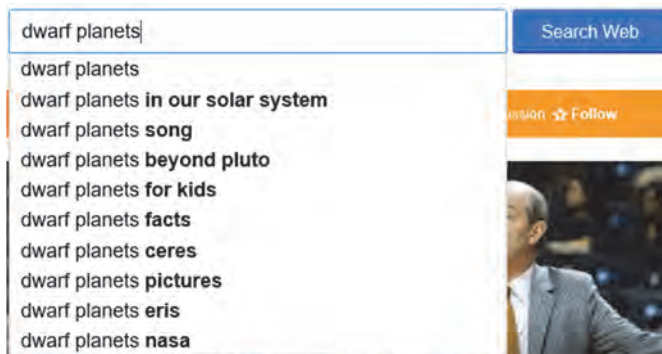 dwarf planets
Search Web
dwarf planets
dwarf planets in our solar system
dwarf planets song
Follow
dwarf planets beyond pluto
dwarf planets for kids
dwarf planets facts
dwarf planets ceres
dwarf planets pictures
dwarf planets eris
dwarf planets nasa